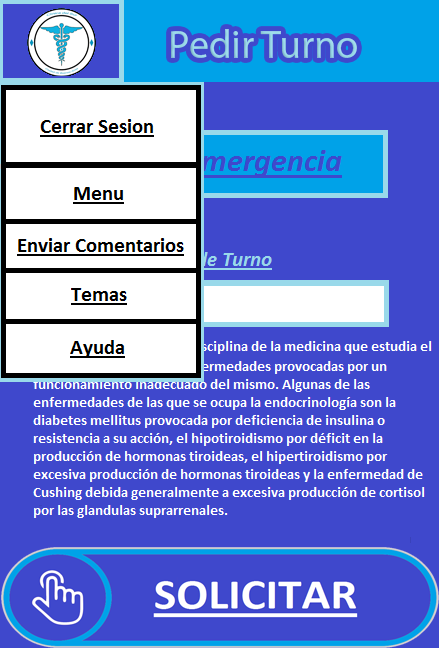 Pedir Turno
Cerrar Sesion
mergencia
Menu
Enviar Comentarios
de Turno
Temas
Ayuda
sciplina de la medicina que estudia el
ermedades provocadas por un
funcionamiento inadecuado del mismo. Algunas de las
enfermedades de las que se ocupa la endocrinología son la
diabetes mellitus provocada por deficiencia de insulina o
resistencia a su acción, el hipotiroidismo por déficit en la
producción de hormonas tiroideas, el hipertiroidismo por
excesiva producción de hormonas tiroideas y la enfermedad de
Cushing debida generalmente a excesiva producción de cortisol
por las glandulas suprarrenales.
SOLICITAR